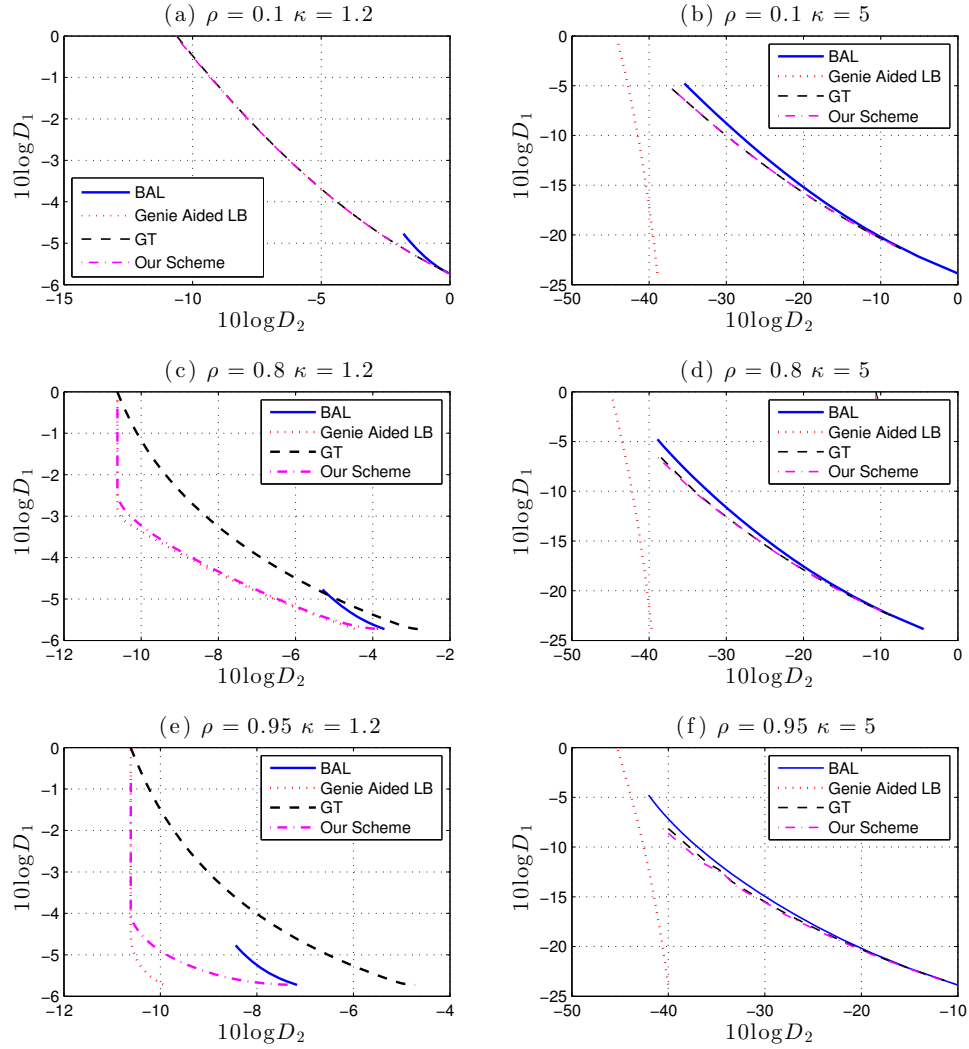 (a) ρ = 0.1 κ = 1.2
10logD₁
0
−1
−2
−3
−4
−5
−6
−15
−10
−5
0
10logD₂
BAL
Genie Aided LB
GT
Our Scheme
(b) ρ = 0.1 κ = 5
10logD₁
0
−5
−10
−15
−20
−25
−50
−40
−30
−20
−10
0
10logD₂
BAL
Genie Aided LB
GT
Our Scheme
(c) ρ = 0.8 κ = 1.2
10logD₁
0
−1
−2
−3
−4
−5
−6
−12
−10
−8
−6
−4
−2
10logD₂
BAL
Genie Aided LB
GT
Our Scheme
(d) ρ = 0.8 κ = 5
10logD₁
0
−5
−10
−15
−20
−25
−50
−40
−30
−20
−10
0
10logD₂
BAL
Genie Aided LB
GT
Our Scheme
(e) ρ = 0.95 κ = 1.2
10logD₁
0
−1
−2
−3
−4
−5
−6
−12
−10
−8
−6
−4
10logD₂
BAL
Genie Aided LB
GT
Our Scheme
(f) ρ = 0.95 κ = 5
10logD₁
0
−5
−10
−15
−20
−25
−50
−40
−30
−20
−10
10logD₂
BAL
Genie Aided LB
GT
Our Scheme